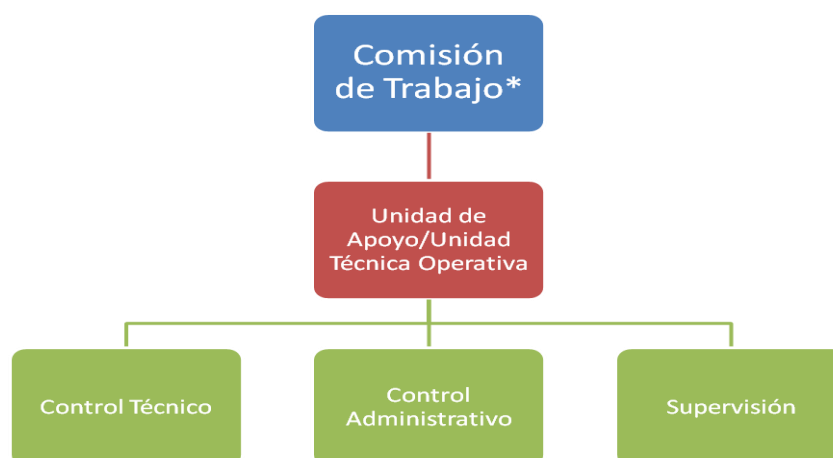 Comisión
de Trabajo*
Unidad de
Apoyo/Unidad
Técnica Operativa
Control Técnico
Control
Administrativo
Supervisión